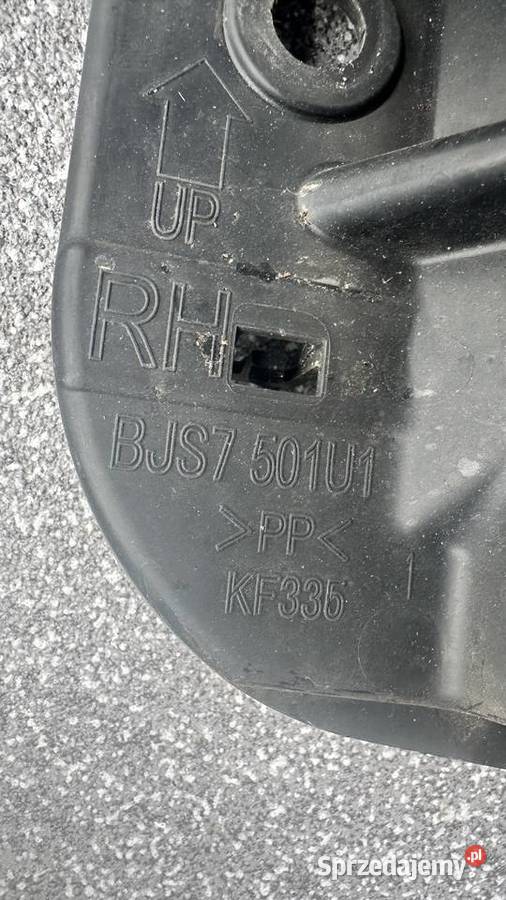 UP
RH
BJS7 501U1
>PP<
KF335
1
Sprzedajemy.pl